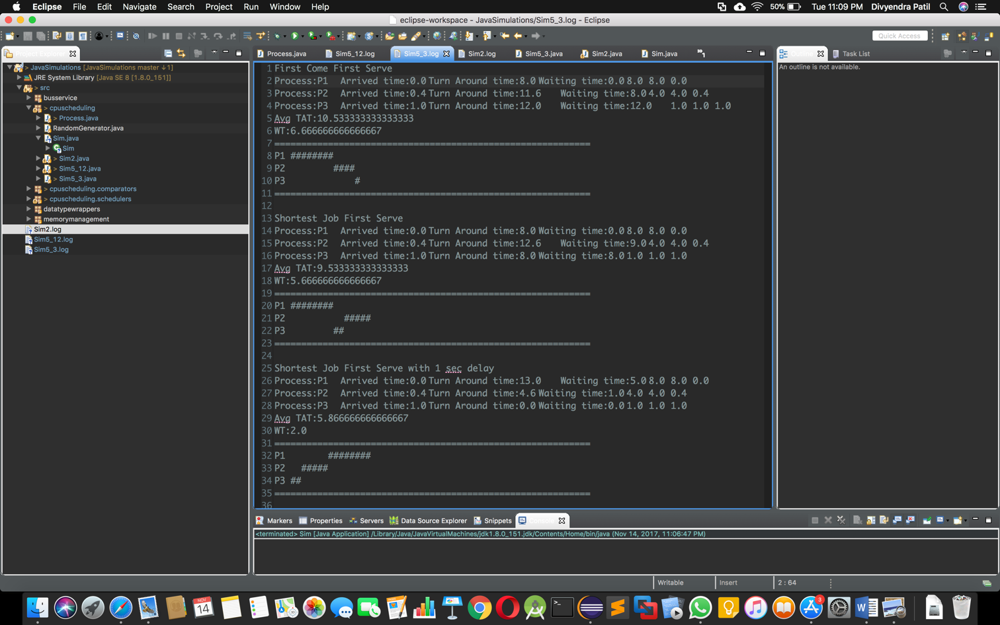 Eclipse File Edit Navigate Search Project Run Window Help 50% Tue 11:09 PM Divyendra Patil
eclipse-workspace - JavaSimulations/Sim5_3.log - Eclipse
Quick Access
Process.java Sim5_12.log Sim5_3.log Sim2.log Sim5_3.java Sim2.java Sim.java
Task List
An outline is not available.
> JavaSimulations [JavaSimulations master ↓1]
JRE System Library [Java SE 8 [1.8.0_151]]
> src
busservice
> cpuscheduling
> Process.java
RandomGenerator.java
Sim.java
Sim
> Sim2.java
> Sim5_12.java
> Sim5_3.java
> cpuscheduling.comparators
> cpuscheduling.schedulers
datatypewrappers
memorymanagement
Sim2.log
Sim5_12.log
Sim5_3.log
1 First Come First Serve
2 Process:P1 Arrived time:0.0 Turn Around time:8.0 Waiting time:0.0 8.0 8.0 0.0
3 Process:P2 Arrived time:0.4 Turn Around time:11.6 Waiting time:8.0 4.0 4.0 0.4
4 Process:P3 Arrived time:1.0 Turn Around time:12.0 Waiting time:12.0 1.0 1.0 1.0
5 Avg TAT:10.533333333333333
6 WT:6.666666666666667
7 ===========================================================
8 P1 ########
9 P2 ####
10 P3 #
11 ===========================================================
12
13 Shortest Job First Serve
14 Process:P1 Arrived time:0.0 Turn Around time:8.0 Waiting time:0.0 8.0 8.0 0.0
15 Process:P2 Arrived time:0.4 Turn Around time:12.6 Waiting time:9.0 4.0 4.0 0.4
16 Process:P3 Arrived time:1.0 Turn Around time:8.0 Waiting time:8.0 1.0 1.0 1.0
17 Avg TAT:9.533333333333333
18 WT:5.666666666666667
19 ===========================================================
20 P1 ########
21 P2 #####
22 P3 ##
23 ===========================================================
24
25 Shortest Job First Serve with 1 sec delay
26 Process:P1 Arrived time:0.0 Turn Around time:13.0 Waiting time:5.0 8.0 8.0 0.0
27 Process:P2 Arrived time:0.4 Turn Around time:4.6 Waiting time:1.0 4.0 4.0 0.4
28 Process:P3 Arrived time:1.0 Turn Around time:0.0 Waiting time:0.0 1.0 1.0 1.0
29 Avg TAT:5.866666666666667
30 WT:2.0
31 ===========================================================
32 P1 ########
33 P2 #####
34 P3 ##
35 ===========================================================
36
Markers Properties Servers Data Source Explorer Snippets Console
<terminated> Sim [Java Application] /Library/Java/JavaVirtualMachines/jdk1.8.0_151.jdk/Contents/Home/bin/java (Nov 14, 2017, 11:06:47 PM)
Writable Insert 2 : 64
NOV
14
3